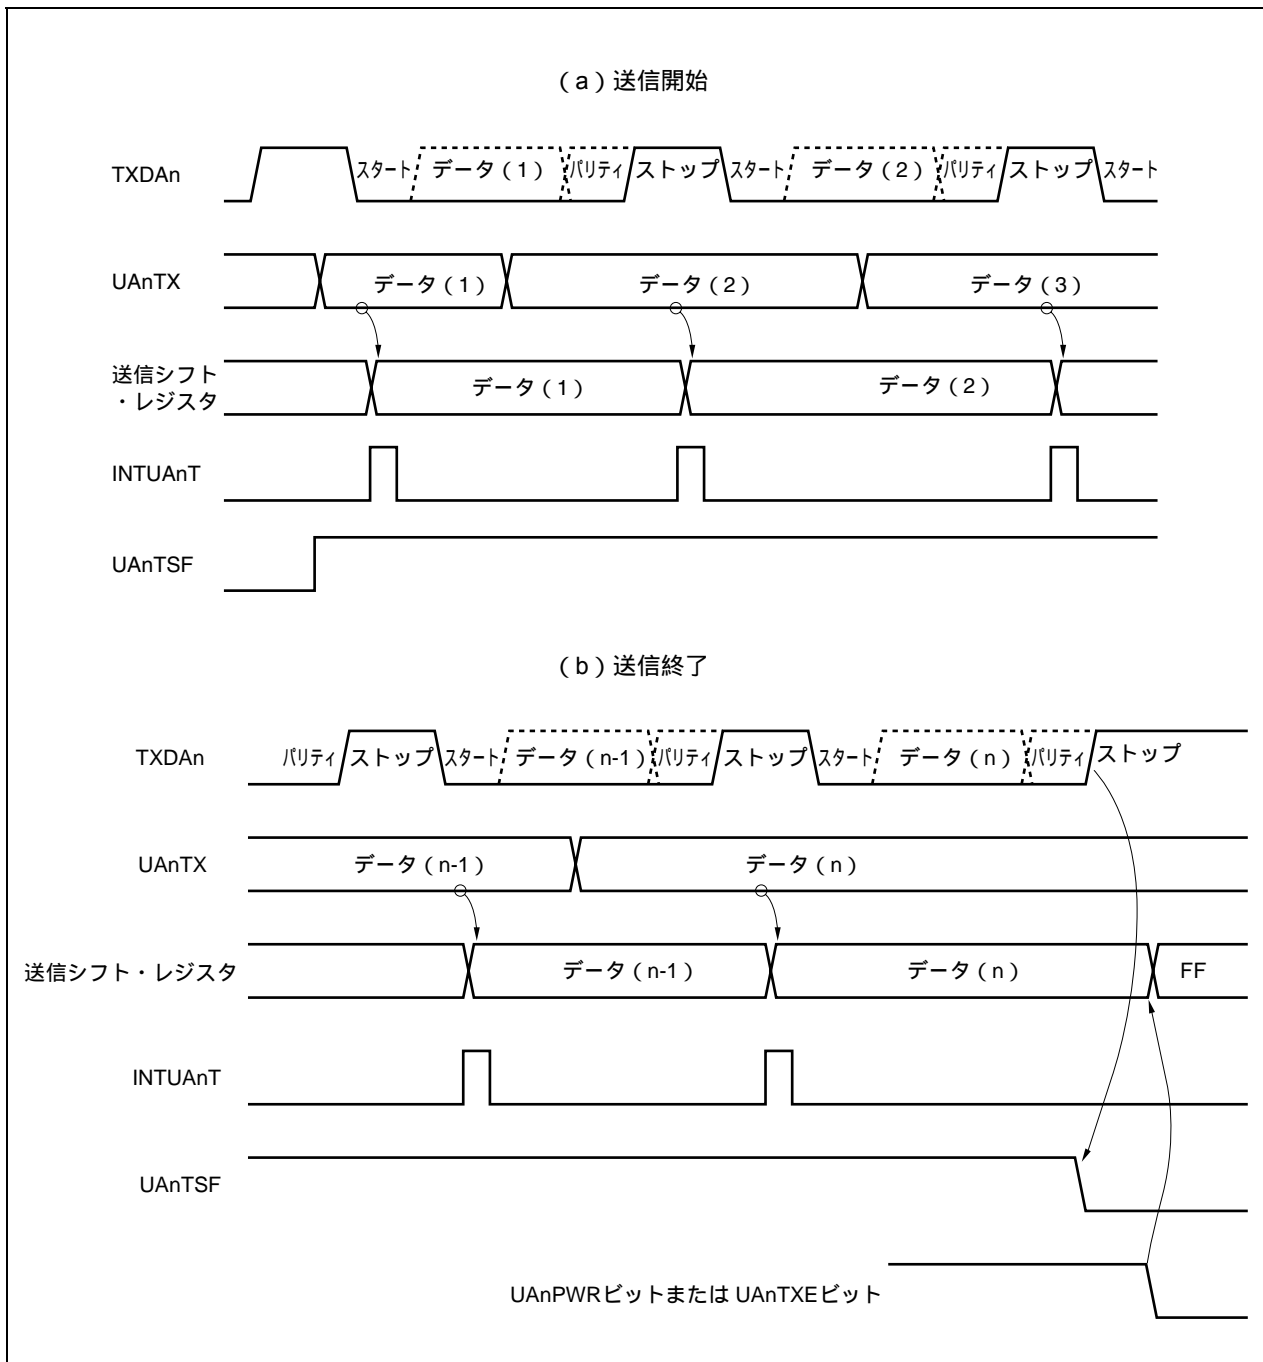 （a）送信開始
TXDAn
スタート データ（1） パリティ ストップ スタート データ（2） パリティ ストップ スタート
UAnTX
データ（1） データ（2） データ（3）
送信シフト
・レジスタ
データ（1） データ（2）
INTUAnT
UAnTSF
（b）送信終了
TXDAn
パリティ ストップ スタート データ（n-1） パリティ ストップ スタート データ（n） パリティ ストップ
UAnTX
データ（n-1） データ（n）
送信シフト・レジスタ
データ（n-1） データ（n） FF
INTUAnT
UAnTSF
UAnPWRビットまたは UAnTXEビット